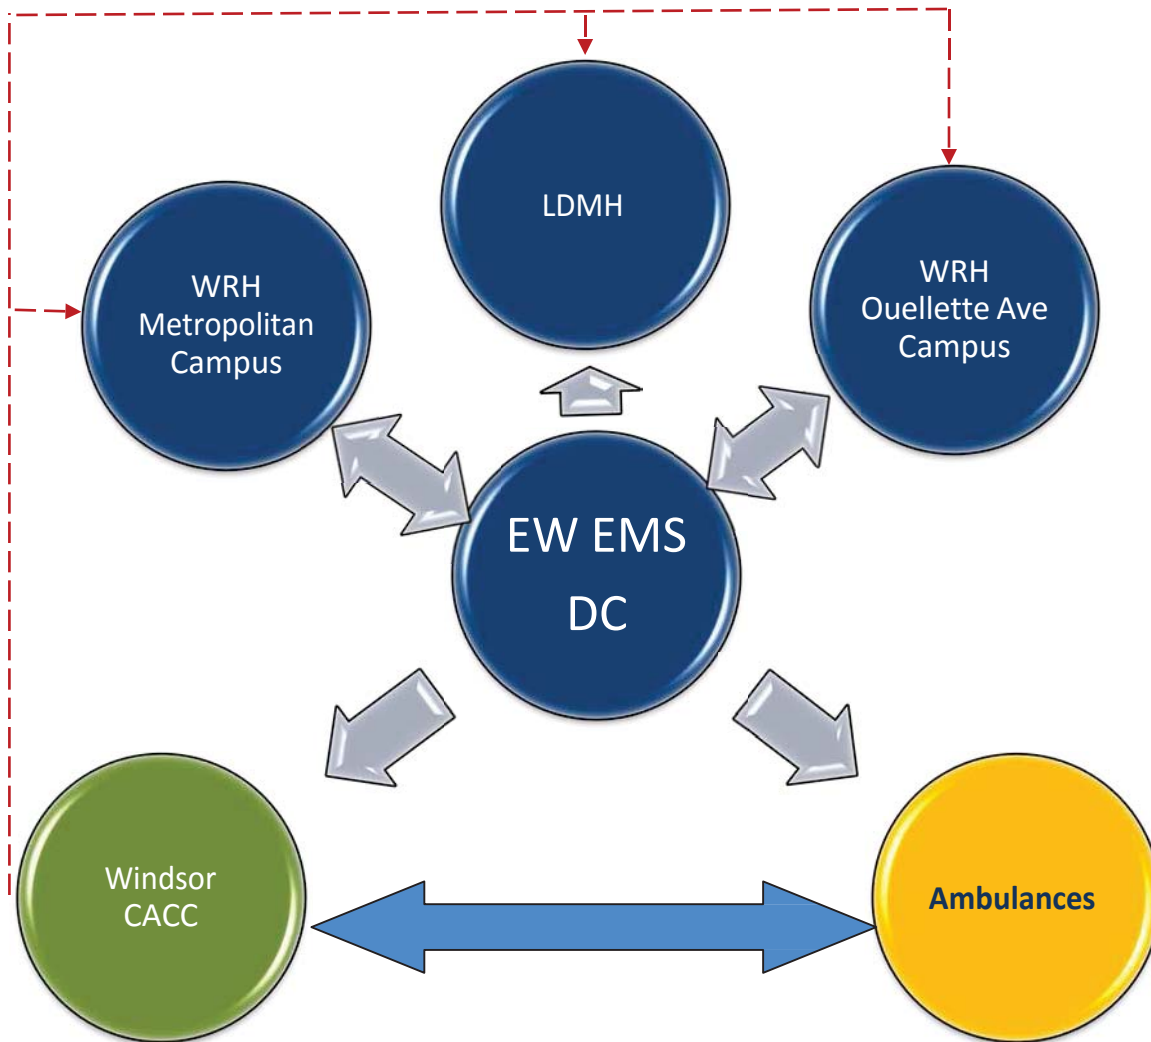 LDMH
WRH
Metropolitan
Campus
WRH
Ouellette Ave
Campus
EW EMS
DC
Windsor
CACC
Ambulances